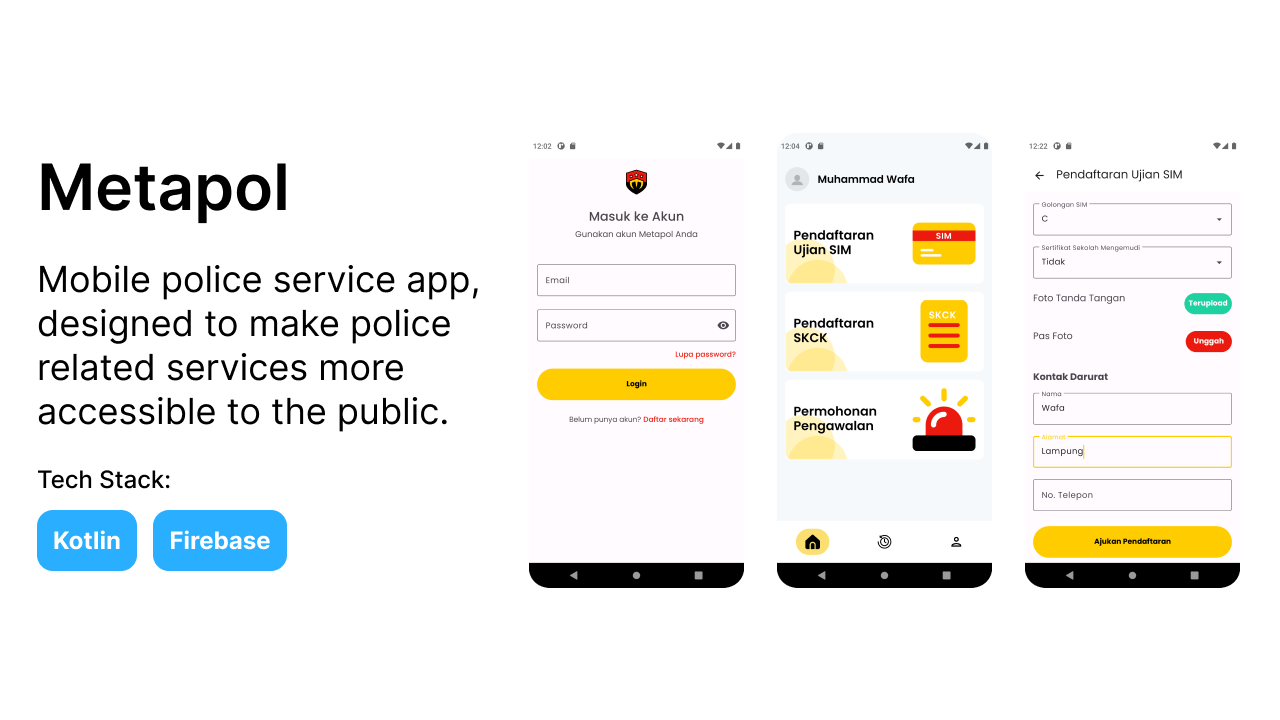 Metapol
Mobile police service app,
designed to make police
related services more
accessible to the public.
Tech Stack:
Kotlin
Firebase
12:02
Masuk ke Akun
Gunakan akun Metapol Anda
Email
Password
Lupa password?
Login
Belum punya akun? Daftar sekarang
12:04
Muhammad Wafa
Pendaftaran
Ujian SIM
SIM
Pendaftaran
SKCK
SKCK
Permohonan
Pengawalan
12:22
Pendaftaran Ujian SIM
Golongan SIM
C
Sertifikat Sekolah Mengemudi
Tidak
Foto Tanda Tangan
Terupload
Pas Foto
Unggah
Kontak Darurat
Nama
Wafa
Alamat
Lampung
No. Telepon
Ajukan Pendaftaran